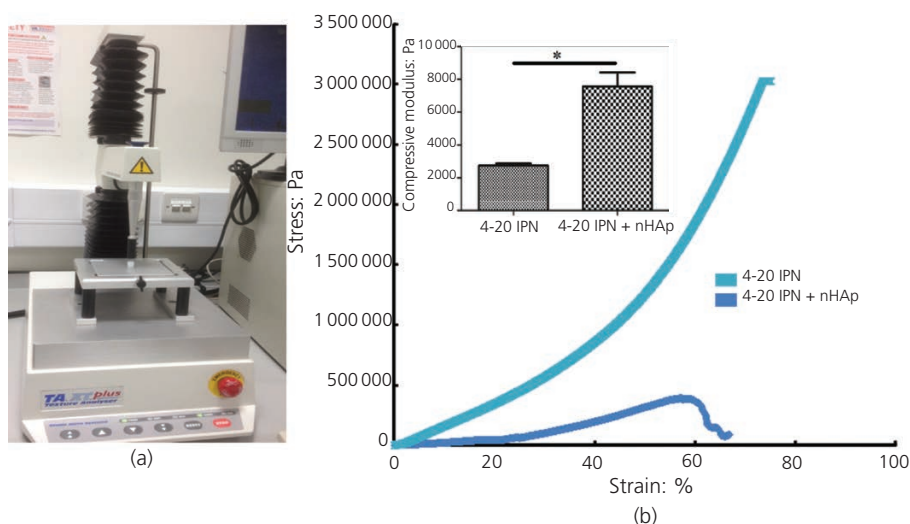 TA.XTplus
Texture Analyser
EMERGENCY
(a)
Stress: Pa
3 500 000
3 000 000
2 500 000
2 000 000
1 500 000
1 000 000
500 000
0
0
20
40
60
80
100
Strain: %
Compressive modulus: Pa
10 000
8000
6000
4000
2000
0
*
4-20 IPN
4-20 IPN + nHAp
4-20 IPN
4-20 IPN + nHAp
(b)